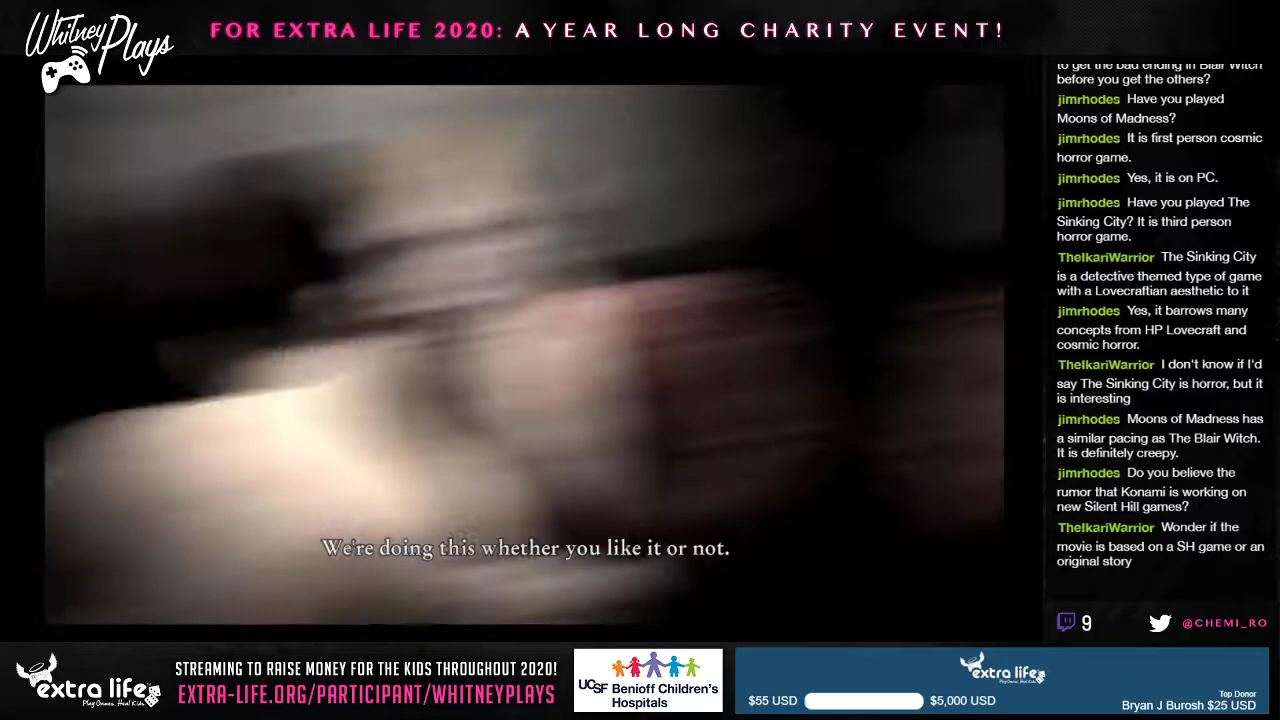 Whitney Plays
FOR EXTRA LIFE 2020: A YEAR LONG CHARITY EVENT!
to get the bad ending in Blair Witch
before you get the others?
jimrhodes Have you played
Moons of Madness?
jimrhodes It is first person cosmic
horror game.
jimrhodes Yes, it is on PC.
jimrhodes Have you played The
Sinking City? It is third person
horror game.
TheIkariWarrior The Sinking City
is a detective themed type of game
with a Lovecraftian aesthetic to it
jimrhodes Yes, it barrows many
concepts from HP Lovecraft and
cosmic horror.
TheIkariWarrior I don't know if I'd
say The Sinking City is horror, but it
is interesting
jimrhodes Moons of Madness has
a similar pacing as The Blair Witch.
It is definitely creepy.
jimrhodes Do you believe the
rumor that Konami is working on
new Silent Hill games?
TheIkariWarrior Wonder if the
movie is based on a SH game or an
original story
We're doing this whether you like it or not.
9
@CHEMI_RO
extra life
Play Games. Heal Kids.
STREAMING TO RAISE MONEY FOR THE KIDS THROUGHOUT 2020!
EXTRA-LIFE.ORG/PARTICIPANT/WHITNEYPLAYS
UCSF Benioff Children's
Hospitals
extra life
$55 USD
$5,000 USD
Top Donor
Bryan J Burosh $25 USD